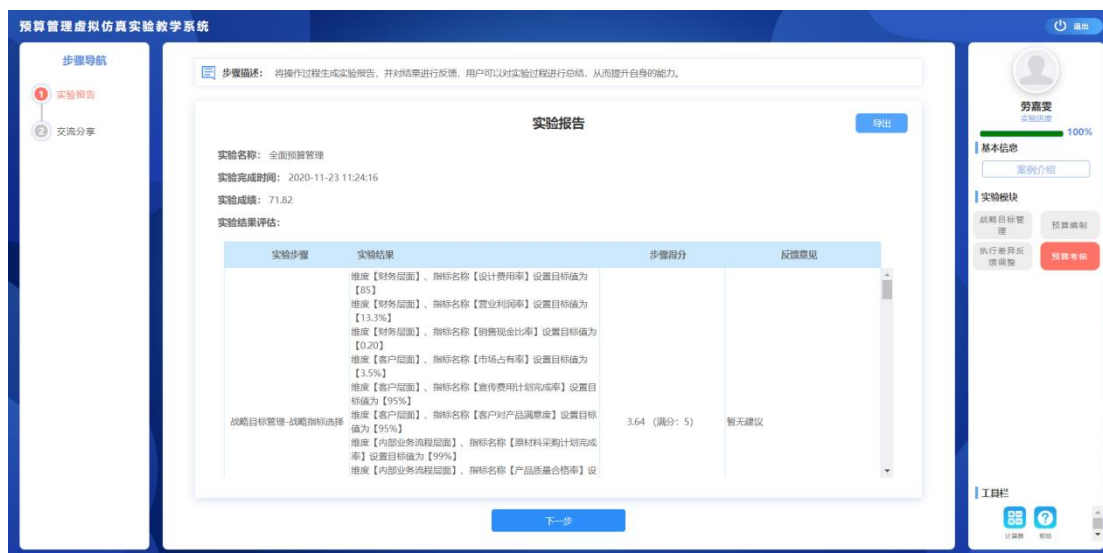 预算管理虚拟仿真实验教学系统
退出
步骤导航
1 实验报告
2 交流分享
步骤描述： 将操作过程生成实验报告，并对结果进行反馈，用户可以对实验过程进行总结，从而提升自身的能力。
实验报告
导出
实验名称： 全面预算管理
实验完成时间： 2020-11-23 11:24:16
实验成绩： 71.82
实验结果评估：
实验步骤 实验结果 步骤得分 反馈意见
战略目标管理-战略指标选择
维度【财务层面】、指标名称【设计费用率】设置目标值为
【85】
维度【财务层面】、指标名称【营业利润率】设置目标值为
【13.3%】
维度【财务层面】、指标名称【销售现金比率】设置目标值为
【0.20】
维度【客户层面】、指标名称【市场占有率】设置目标值为
【3.5%】
维度【客户层面】、指标名称【宣传费用计划完成率】设置目
标值为【95%】
维度【客户层面】、指标名称【客户对产品满意度】设置目标
值为【95%】
维度【内部业务流程层面】、指标名称【原材料采购计划完成
率】设置目标值为【99%】
维度【内部业务流程层面】、指标名称【产品质量合格率】设
3.64 （满分：5）
暂无建议
下一步
劳嘉雯
实验进度
100%
基本信息
案例介绍
实验模块
战略目标管
理
预算编制
执行差异反
馈调整
预算考核
工具栏
计算器
帮助